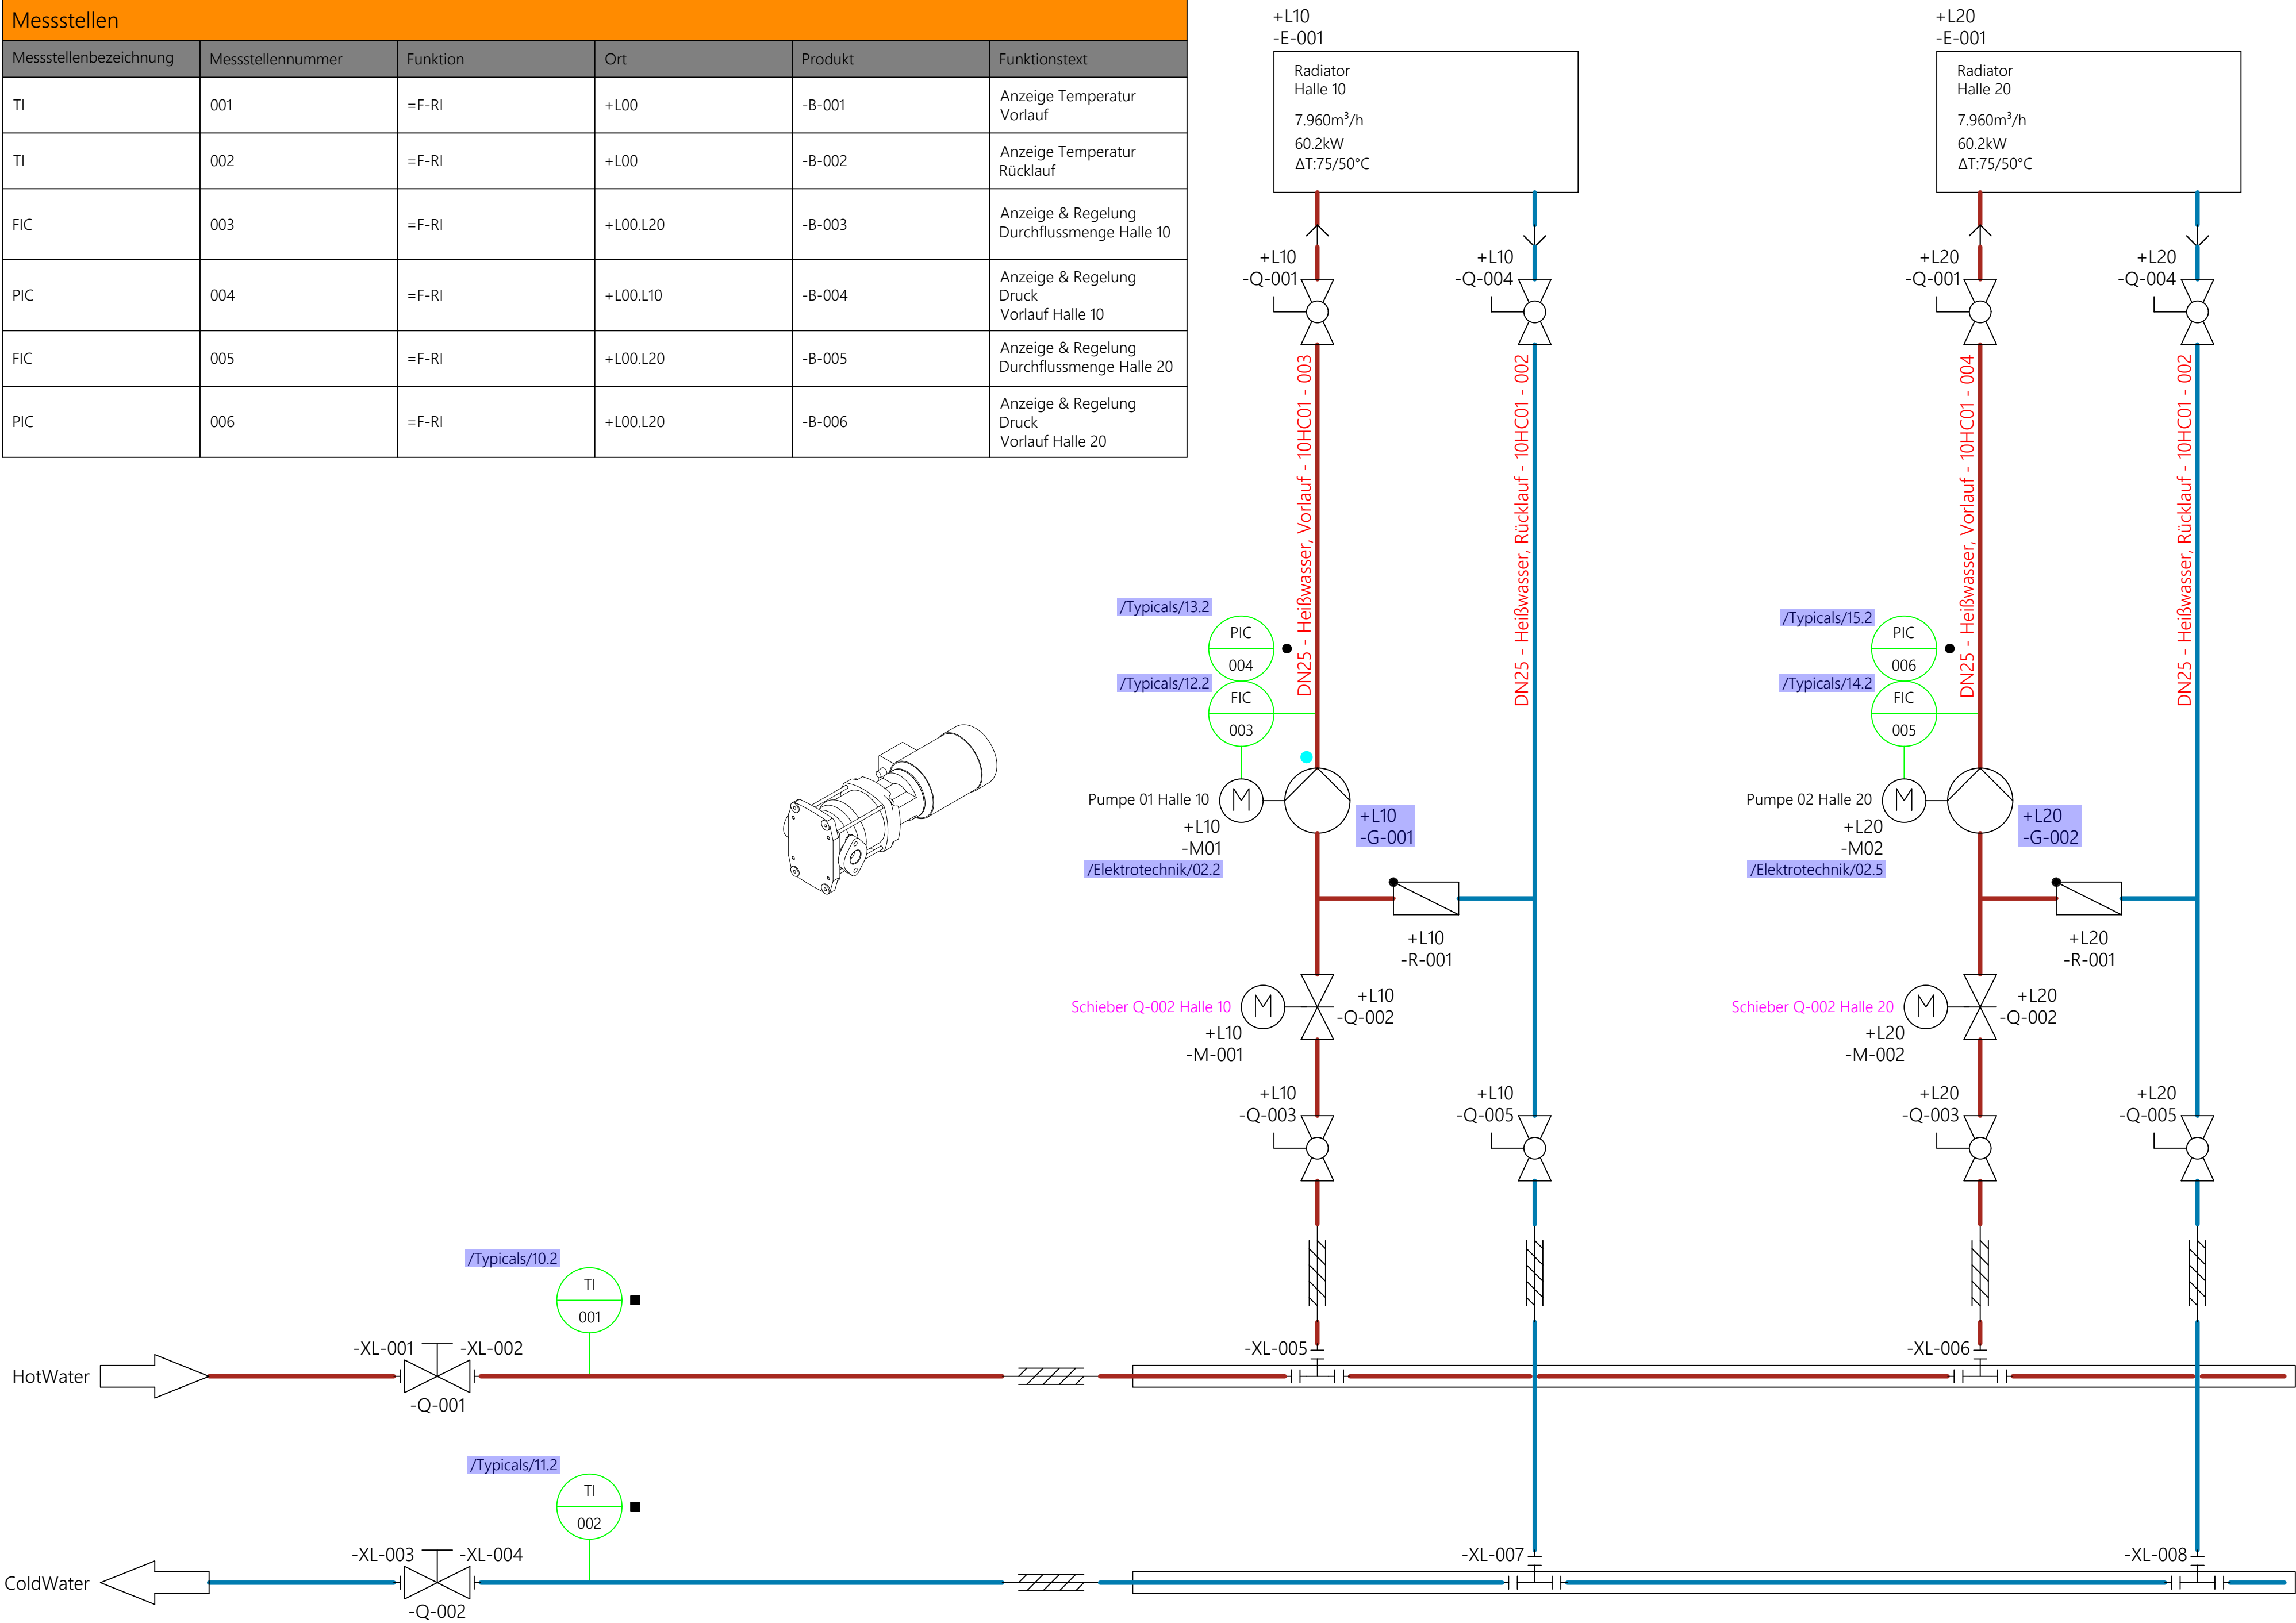 Messstellen
Messstellenbezeichnung Messstellennummer Funktion Ort Produkt Funktionstext
TI 001 =F-RI +L00 -B-001 Anzeige Temperatur
Vorlauf
TI 002 =F-RI +L00 -B-002 Anzeige Temperatur
Rücklauf
FIC 003 =F-RI +L00.L20 -B-003 Anzeige & Regelung
Durchflussmenge Halle 10
PIC 004 =F-RI +L00.L10 -B-004 Anzeige & Regelung
Druck
Vorlauf Halle 10
FIC 005 =F-RI +L00.L20 -B-005 Anzeige & Regelung
Durchflussmenge Halle 20
PIC 006 =F-RI +L00.L20 -B-006 Anzeige & Regelung
Druck
Vorlauf Halle 20
+L10
-E-001
Radiator
Halle 10
7.960m³/h
60.2kW
ΔT:75/50°C
+L10
-Q-001
+L10
-Q-004
DN25 - Heißwasser, Vorlauf - 10HC01 - 003
DN25 - Heißwasser, Rücklauf - 10HC01 - 002
/Typicals/13.2
PIC
004
/Typicals/12.2
FIC
003
Pumpe 01 Halle 10
M
+L10
-M01
/Elektrotechnik/02.2
+L10
-G-001
+L10
-R-001
Schieber Q-002 Halle 10
M
+L10
-M-001
+L10
-Q-002
+L10
-Q-003
+L10
-Q-005
+L20
-E-001
Radiator
Halle 20
7.960m³/h
60.2kW
ΔT:75/50°C
+L20
-Q-001
+L20
-Q-004
DN25 - Heißwasser, Vorlauf - 10HC01 - 004
DN25 - Heißwasser, Rücklauf - 10HC01 - 002
/Typicals/15.2
PIC
006
/Typicals/14.2
FIC
005
Pumpe 02 Halle 20
M
+L20
-M02
/Elektrotechnik/02.5
+L20
-G-002
+L20
-R-001
Schieber Q-002 Halle 20
M
+L20
-M-002
+L20
-Q-002
+L20
-Q-003
+L20
-Q-005
/Typicals/10.2
TI
001
HotWater
-XL-001
-XL-002
-Q-001
-XL-005
-XL-006
/Typicals/11.2
TI
002
ColdWater
-XL-003
-XL-004
-Q-002
-XL-007
-XL-008